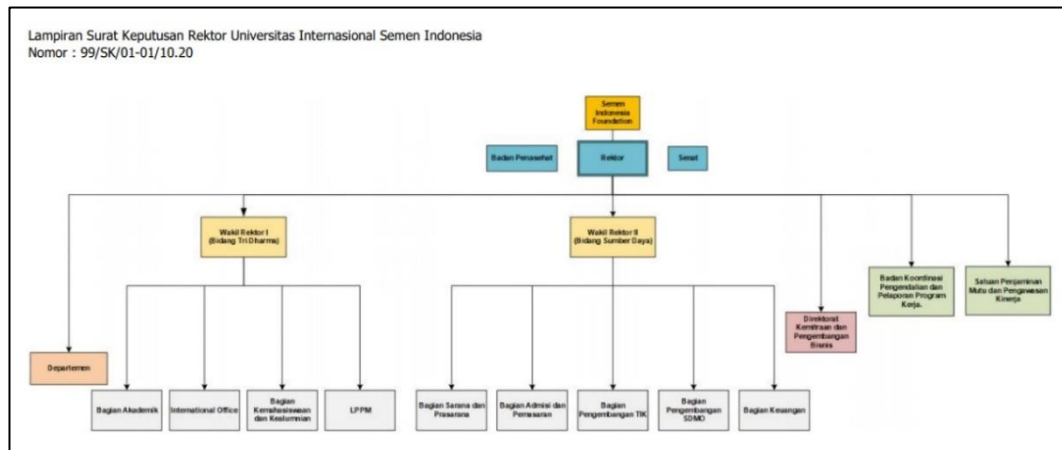 Lampiran Surat Keputusan Rektor Universitas Internasional Semen Indonesia
Nomor : 99/SK/01-01/10.20
Semen
Indonesia
Foundation
Badan Penasehat
Rektor
Senat
Wakil Rektor I
(Bidang Tri Dharma)
Wakil Rektor II
(Bidang Sumber Daya)
Badan Koordinasi
Pengendalian dan
Pelaporan Program
Kerja.
Satuan Penjaminan
Mutu dan Pengawasan
Kinerja
Direktorat
Kemitraan dan
Pengembangan
Bisnis
Departemen
Bagian Akademik
International Office
Bagian
Kemahasiswaan
dan Kealumnian
LPPM
Bagian Sarana dan
Prasarana
Bagian Admisi dan
Pemasaran
Bagian
Pengembangan TIK
Bagian
Pengembangan
SDMO
Bagian Keuangan